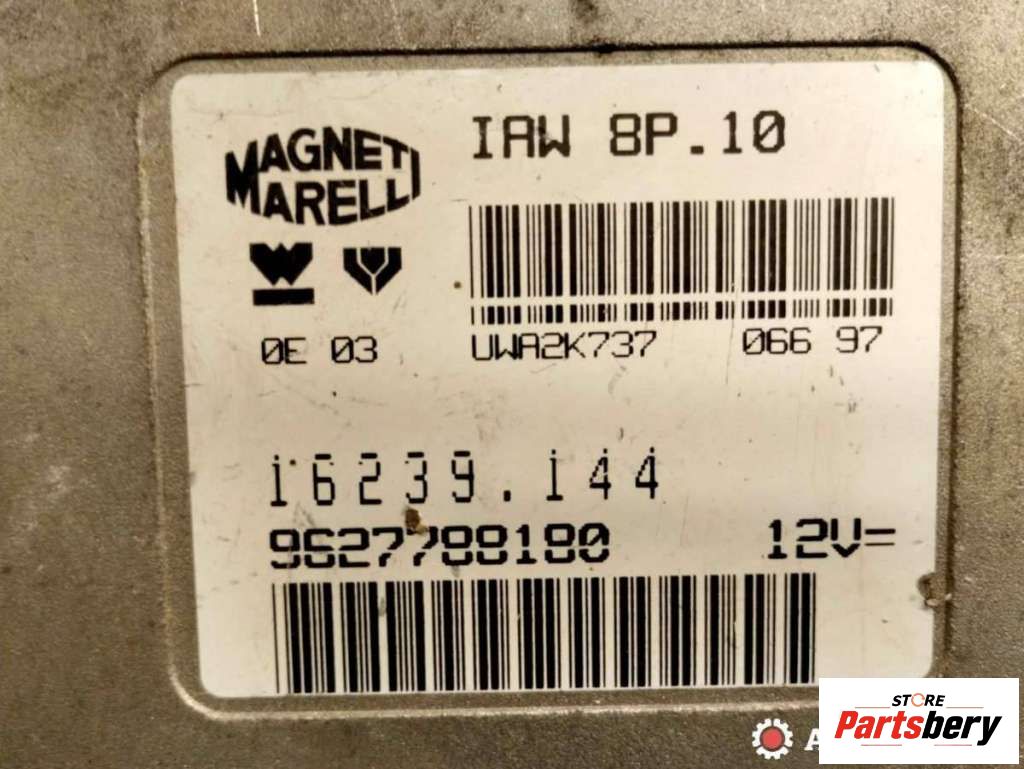 MAGNETI
MARELLI
IAW 8P.10
0E 03
UWA2K737 066 97
16239.144
9627788180 12V=
STORE
Partsbery